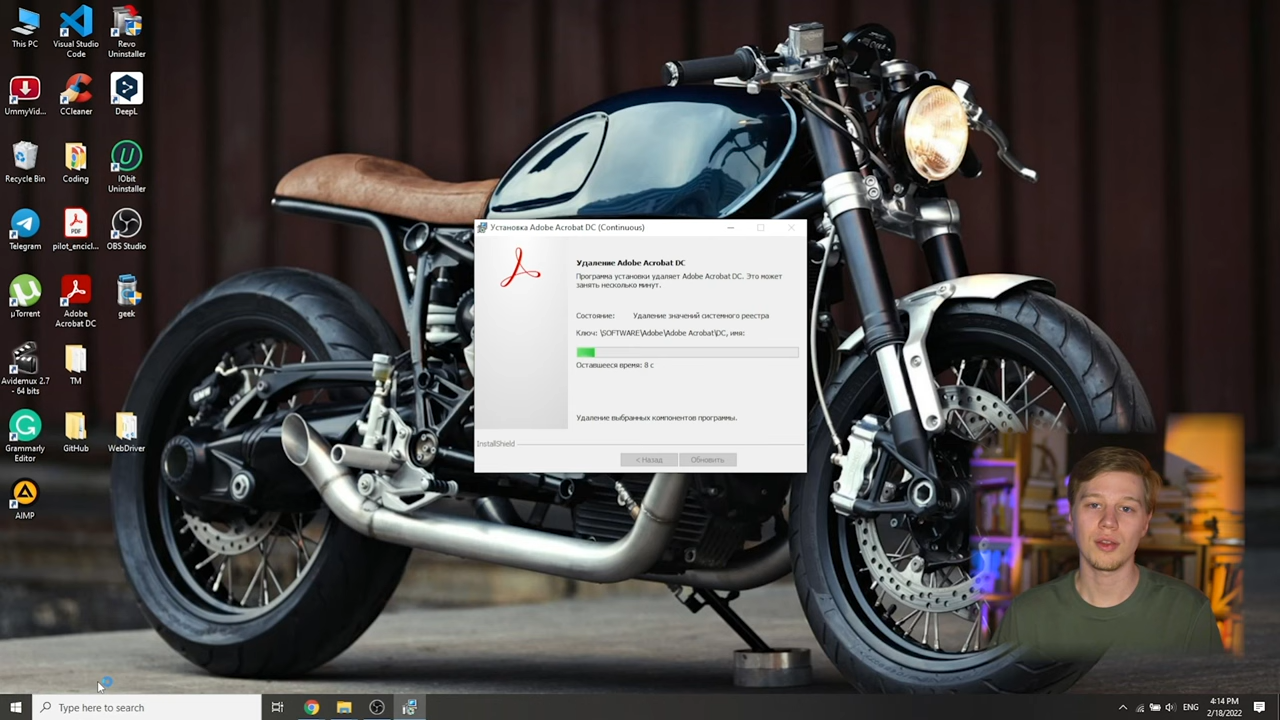 This PC
Visual Studio
Code
Revo
Uninstaller
UmmyVid...
CCleaner
DeepL
Recycle Bin
Coding
IObit
Uninstaller
Telegram
PDF
pilot_encicl...
OBS Studio
µTorrent
Adobe
Acrobat DC
geek
Avidemux 2.7
- 64 bits
TM
Grammarly
Editor
GitHub
WebDriver
AIMP
Установка Adobe Acrobat DC (Continuous)
Удаление Adobe Acrobat DC
Программа установки удаляет Adobe Acrobat DC. Это может
занять несколько минут.
Состояние: Удаление значений системного реестра
Ключ: \SOFTWARE\Adobe\Adobe Acrobat\DC, имя:
Оставшееся время: 8 с
Удаление выбранных компонентов программы.
InstallShield
< Назад
Обновить
Type here to search
ENG
4:14 PM
2/18/2022